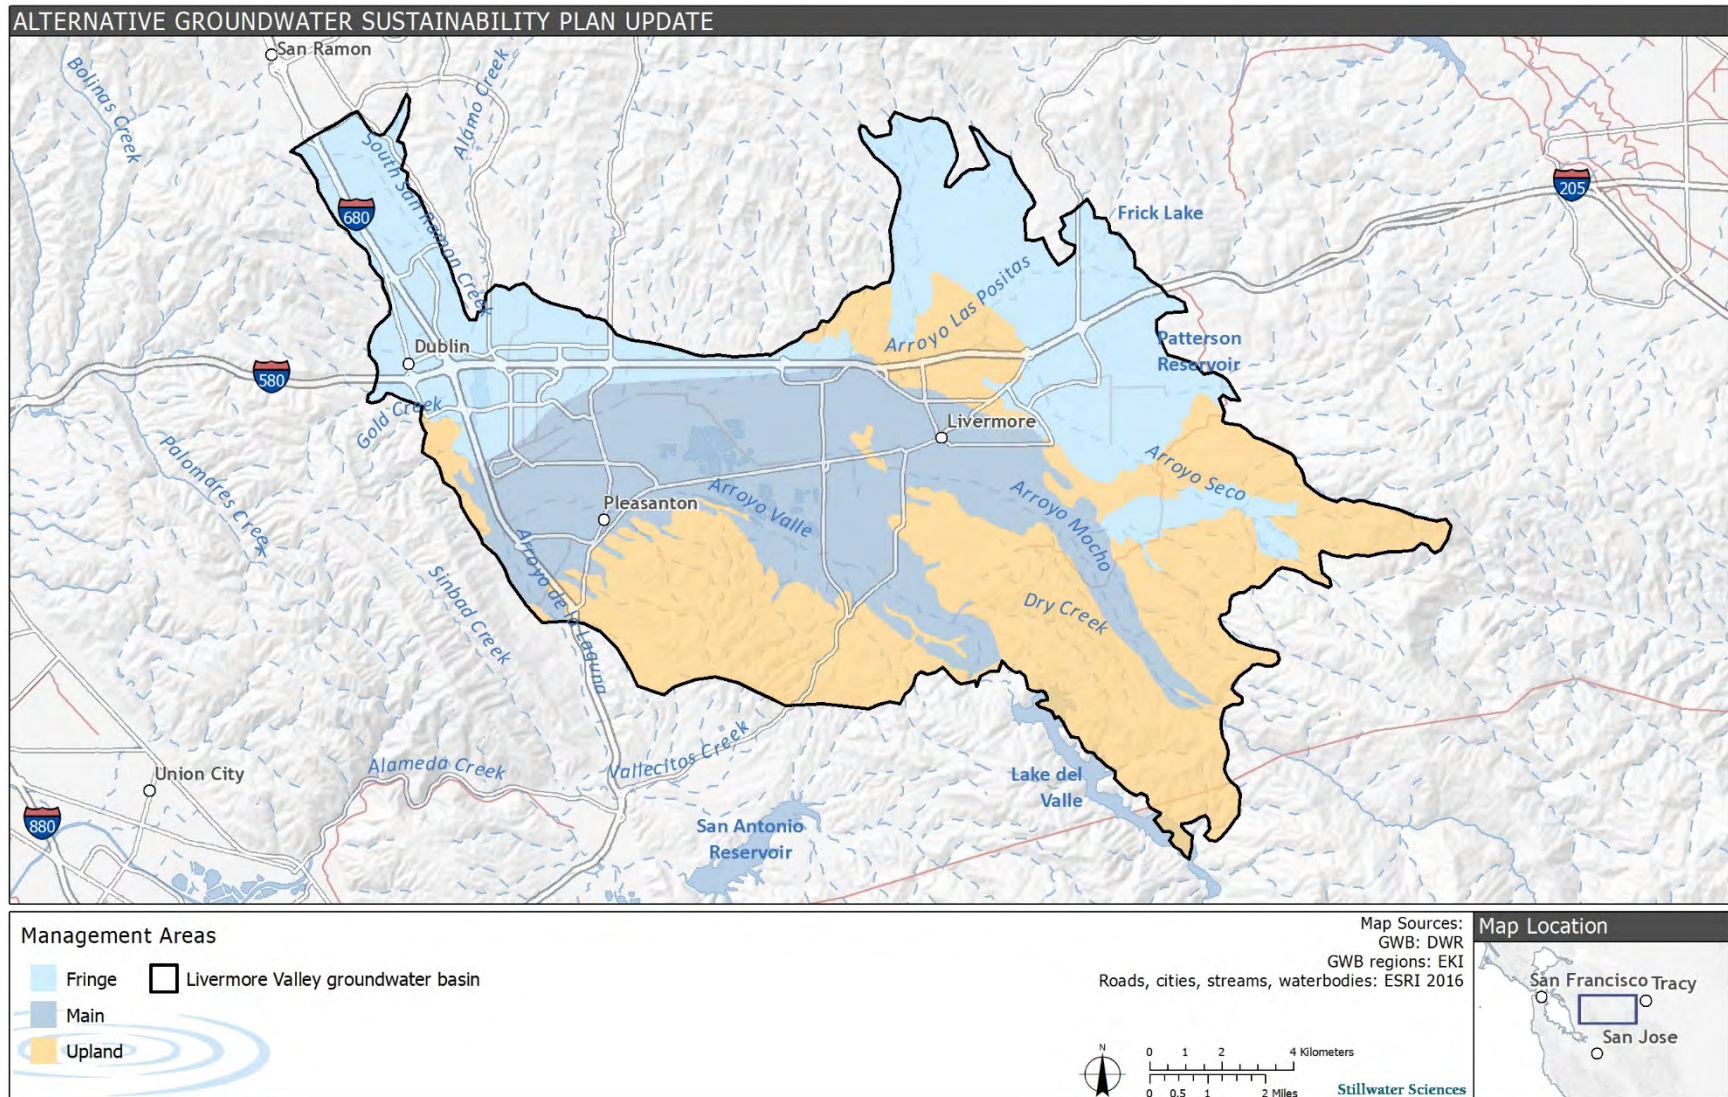 ALTERNATIVE GROUNDWATER SUSTAINABILITY PLAN UPDATE
San Ramon
Bolinas Creek
Alamo Creek
South San Ramon Creek
680
205
Frick Lake
Arroyo Las Positas
Patterson
Reservoir
Dublin
580
Gold Creek
Livermore
Palomares Creek
Arroyo Seco
Pleasanton
Arroyo Valle
Arroyo Mocho
Arroyo de la Laguna
Sinbad Creek
Dry Creek
Union City
Alameda Creek
Vallecitos Creek
Lake del
Valle
880
San Antonio
Reservoir
Management Areas
Fringe
Livermore Valley groundwater basin
Main
Upland
Map Sources:
GWB: DWR
GWB regions: EKI
Roads, cities, streams, waterbodies: ESRI 2016
N
0 1 2 4 Kilometers
0 0.5 1 2 Miles
Stillwater Sciences
Map Location
San Francisco
Tracy
San Jose